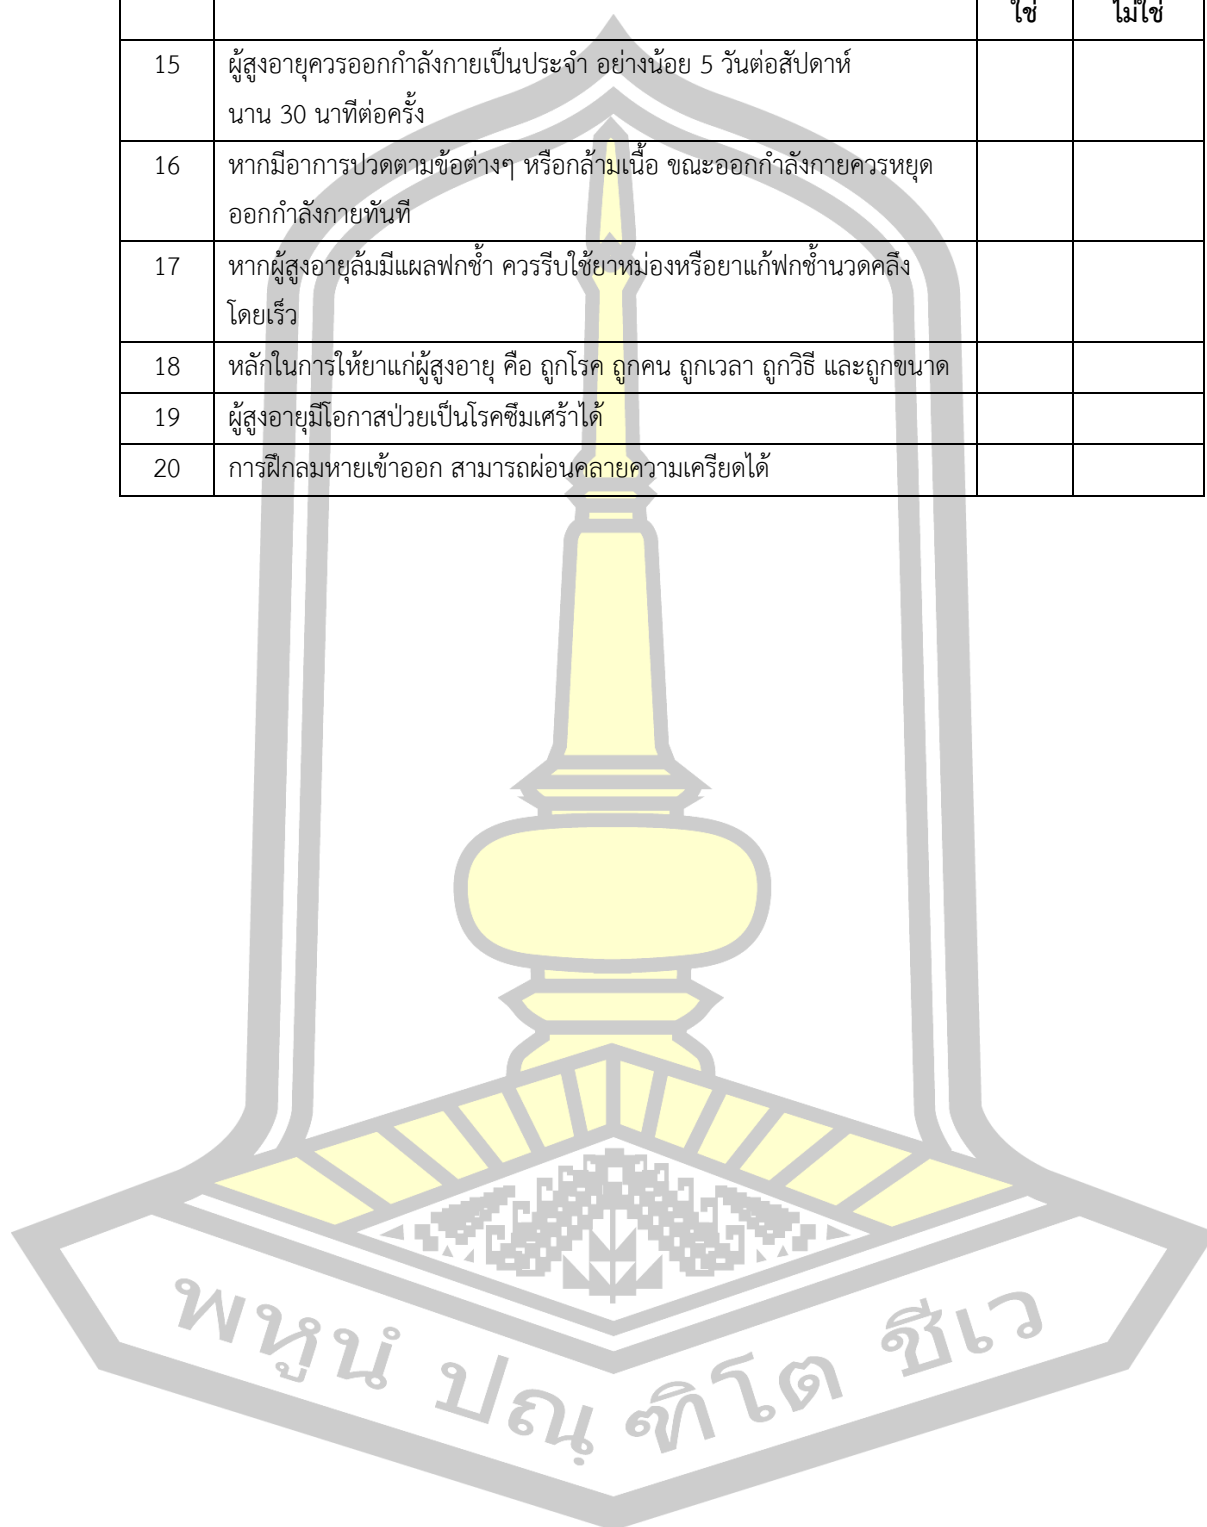 ใช่ ไม่ใช่
15 ผู้สูงอายุควรออกกำลังกายเป็นประจำ อย่างน้อย 5 วันต่อสัปดาห์
นาน 30 นาทีต่อครั้ง
16 หากมีอาการปวดตามข้อต่างๆ หรือกล้ามเนื้อ ขณะออกกำลังกายควรหยุด
ออกกำลังกายทันที
17 หากผู้สูงอายุล้มมีแผลฟกช้ำ ควรรีบใช้ยาหม่องหรือยาแก้ฟกช้ำนวดคลึง
โดยเร็ว
18 หลักในการให้ยาแก่ผู้สูงอายุ คือ ถูกโรค ถูกคน ถูกเวลา ถูกวิธี และถูกขนาด
19 ผู้สูงอายุมีโอกาสป่วยเป็นโรคซึมเศร้าได้
20 การฝึกลมหายเข้าออก สามารถผ่อนคลายความเครียดได้
พหูนํ ปณฺฑิโต ชีเว